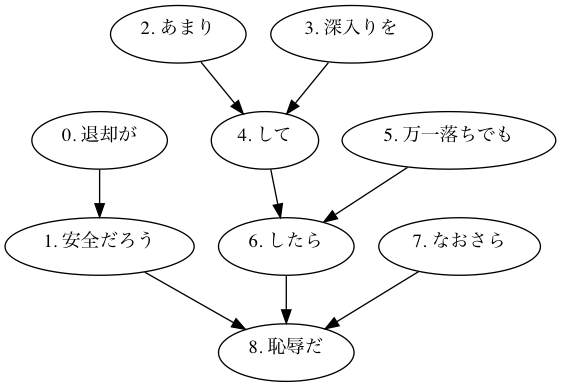 2. あまり
3. 深入りを
0. 退却が
4. して
5. 万一落ちでも
1. 安全だろう
6. したら
7. なおさら
8. 恥辱だ